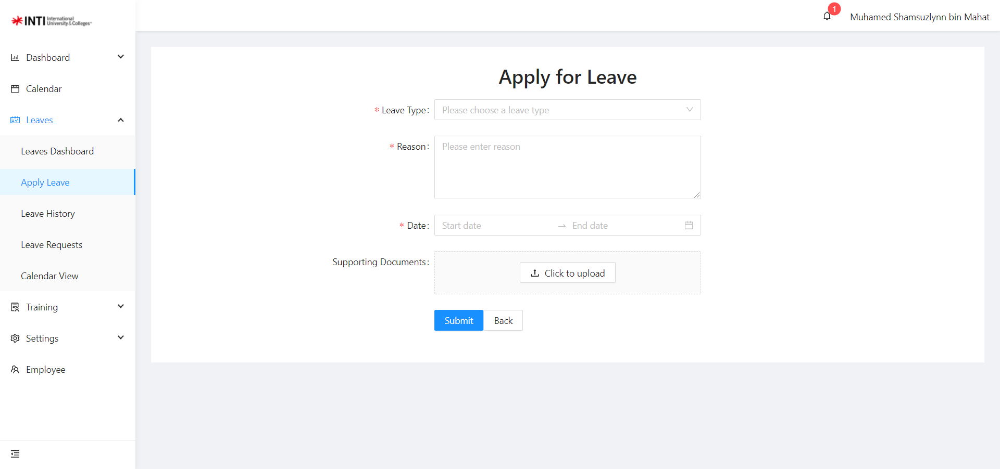 INTI International University & Colleges
1
Muhamed Shamsuzlynn bin Mahat
Dashboard
Calendar
Leaves
Leaves Dashboard
Apply Leave
Leave History
Leave Requests
Calendar View
Training
Settings
Employee
Apply for Leave
* Leave Type: Please choose a leave type
* Reason: Please enter reason
* Date: Start date → End date
Supporting Documents: Click to upload
Submit Back